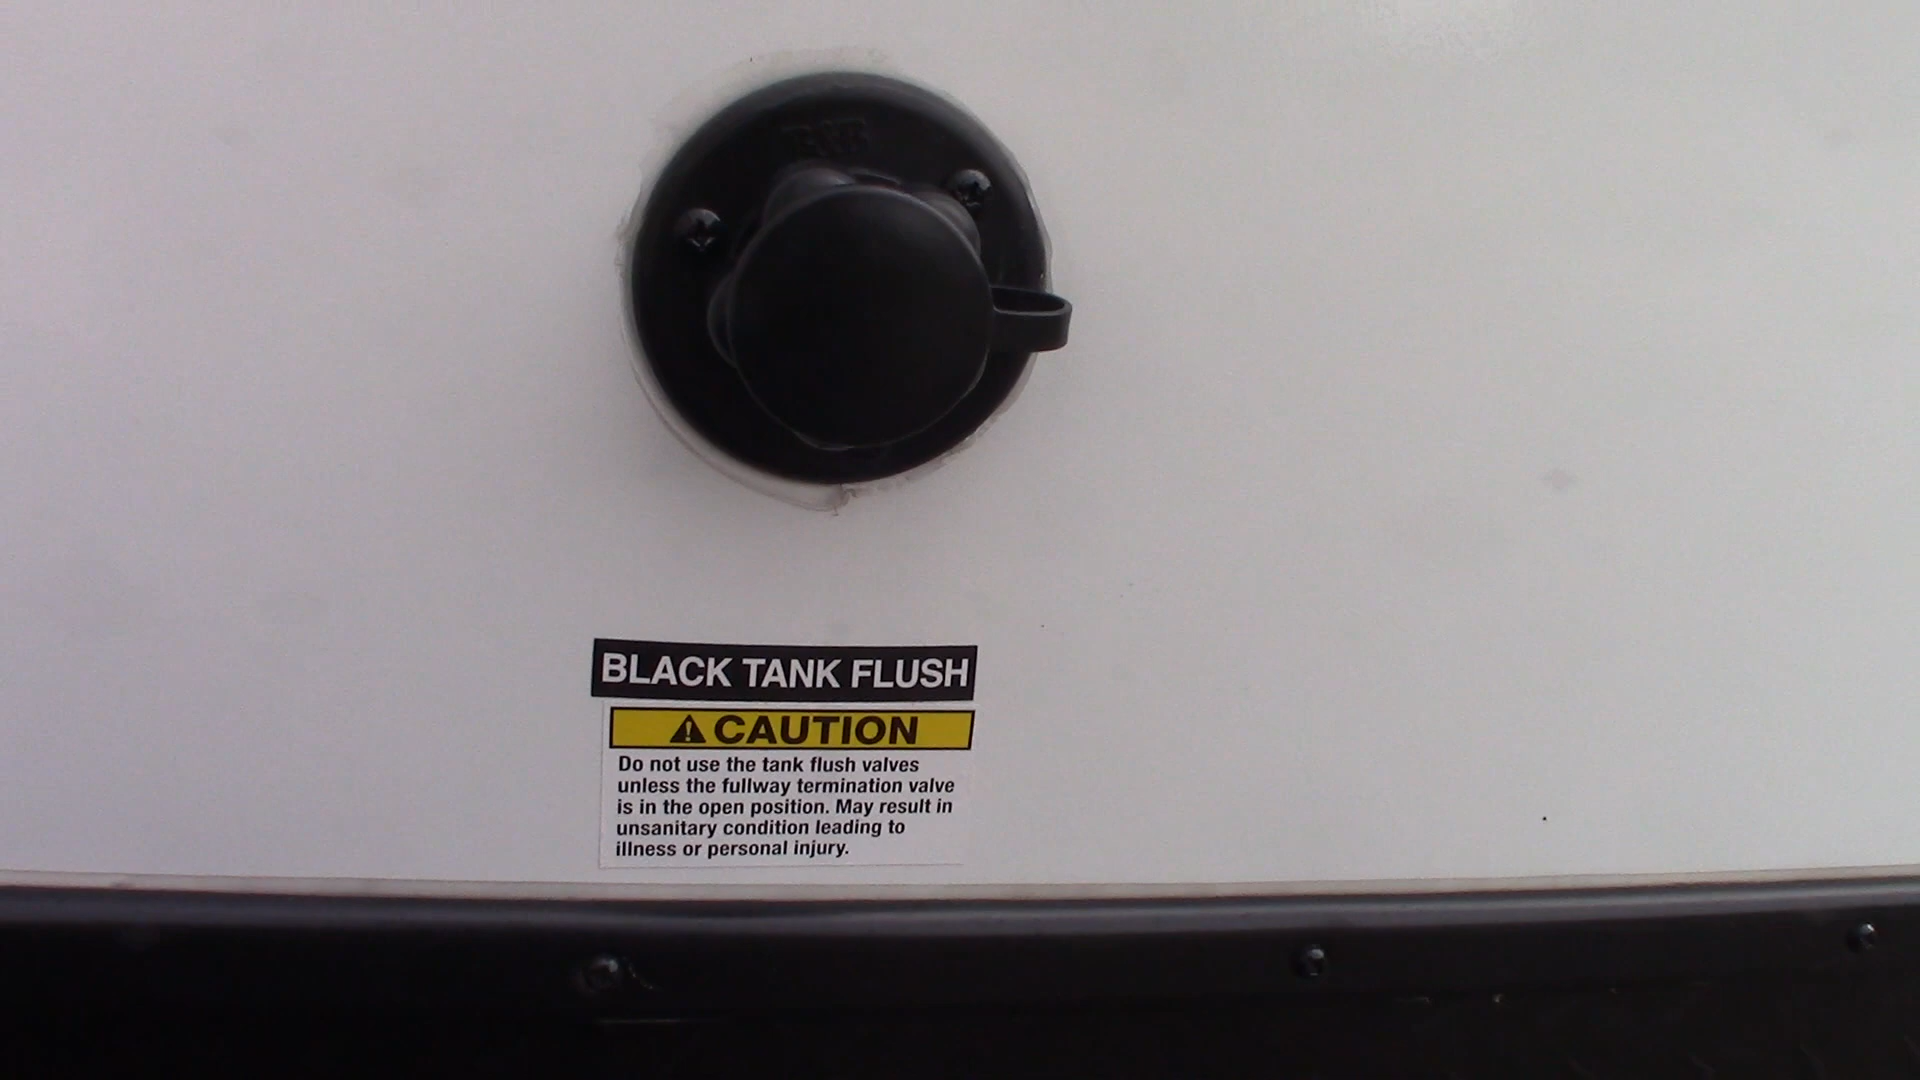 BLACK TANK FLUSH
CAUTION
Do not use the tank flush valves
unless the fullway termination valve
is in the open position. May result in
unsanitary condition leading to
illness or personal injury.